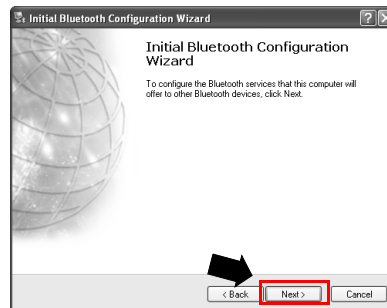 Initial Bluetooth Configuration Wizard
Initial Bluetooth Configuration
Wizard
To configure the Bluetooth services that this computer will
offer to other Bluetooth devices, click Next.
< Back Next > Cancel